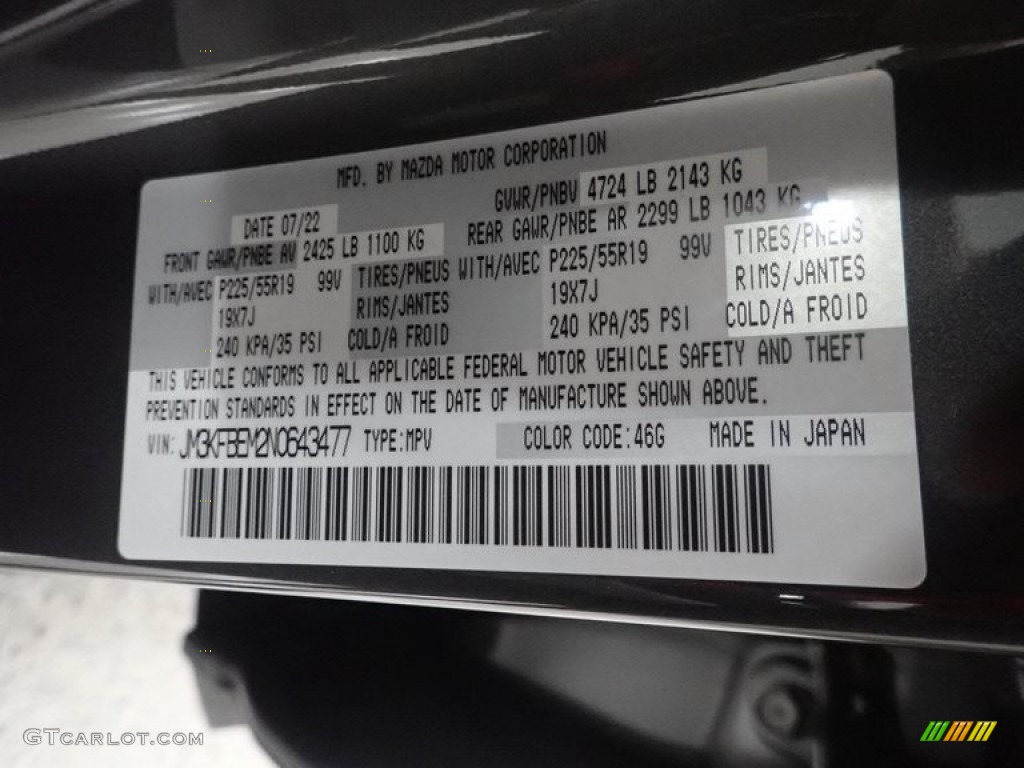 MFD. BY MAZDA MOTOR CORPORATION
DATE 07/22 GVWR/PNBV 4724 LB 2143 KG
FRONT GAWR/PNBE AV 2425 LB 1100 KG REAR GAWR/PNBE AR 2299 LB 1043 KG
WITH/AVEC P225/55R19 99V TIRES/PNEUS WITH/AVEC P225/55R19 99V TIRES/PNEUS
19X7J RIMS/JANTES 19X7J RIMS/JANTES
240 KPA/35 PSI COLD/A FROID 240 KPA/35 PSI COLD/A FROID
THIS VEHICLE CONFORMS TO ALL APPLICABLE FEDERAL MOTOR VEHICLE SAFETY AND THEFT
PREVENTION STANDARDS IN EFFECT ON THE DATE OF MANUFACTURE SHOWN ABOVE.
VIN: JM3KFBEM2N0643477 TYPE:MPV COLOR CODE:46G MADE IN JAPAN
GTCARLOT.COM